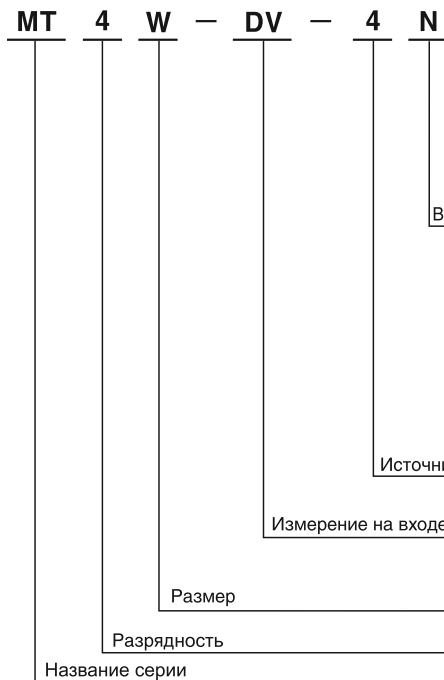 MT 4 W — DV — 4 N
Измерение на входе
Размер
Разрядность
Название серии